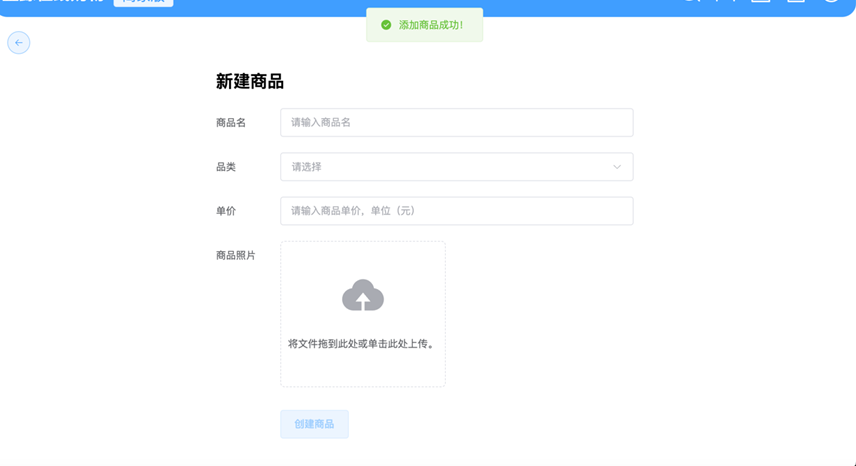 添加商品成功！
新建商品
商品名
请输入商品名
品类
请选择
单价
请输入商品单价，单位（元）
商品照片
将文件拖到此处或单击此处上传。
创建商品